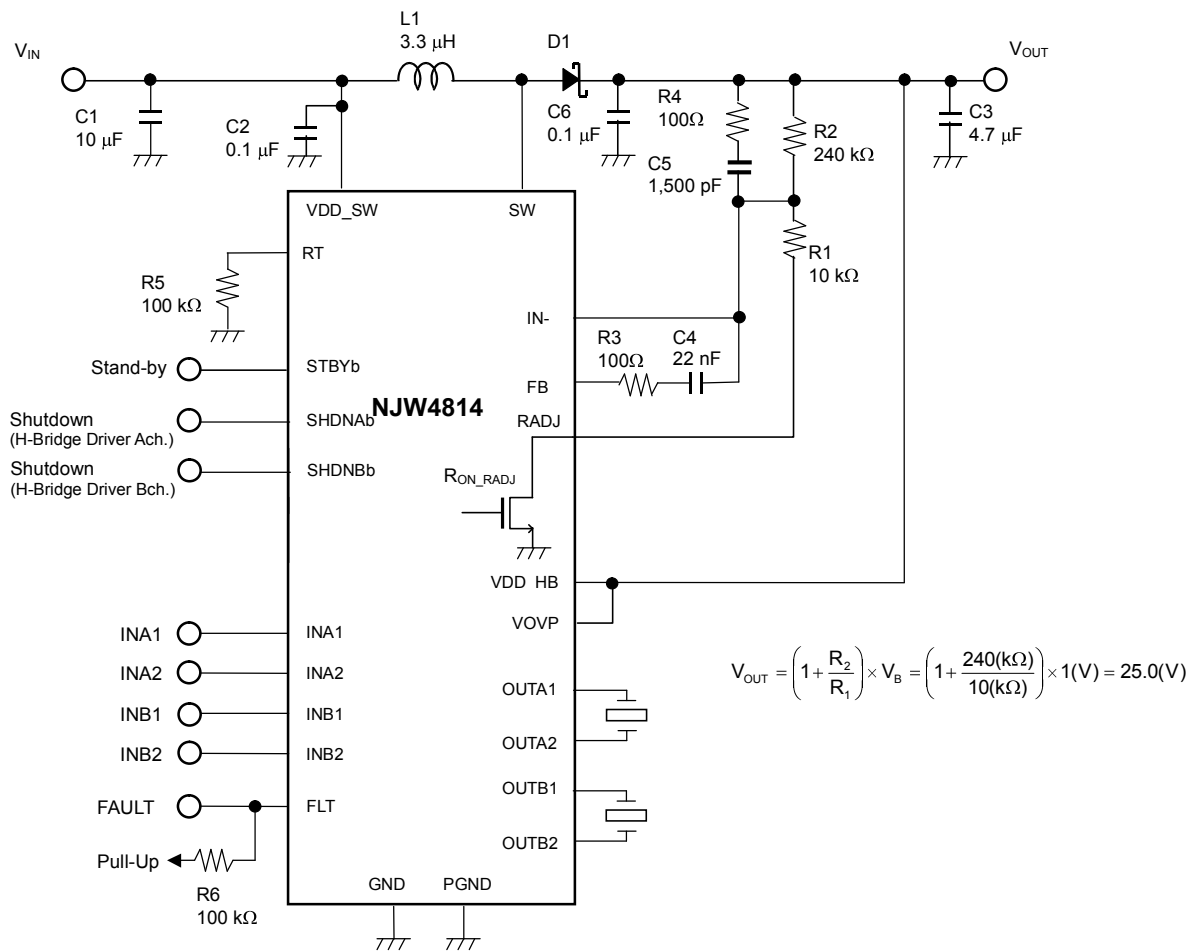 L1
3.3 μH
D1
VIN
VOUT
C1
10 μF
C2
0.1 μF
C6
0.1 μF
R4
100Ω
C5
1,500 pF
R2
240 kΩ
C3
4.7 μF
VDD_SW
SW
RT
R5
100 kΩ
R1
10 kΩ
IN-
R3
100Ω
C4
22 nF
FB
Stand-by
STBYb
NJW4814
RADJ
Shutdown
(H-Bridge Driver Ach.)
SHDNAb
Shutdown
(H-Bridge Driver Bch.)
SHDNBb
RON_RADJ
VDD HB
VOVP
INA1
INA1
INA2
INA2
INB1
INB1
INB2
INB2
FAULT
FLT
Pull-Up
R6
100 kΩ
OUTA1
OUTA2
OUTB1
OUTB2
GND
PGND
VOUT = (1 + R2/R1) × VB = (1 + 240(kΩ)/10(kΩ)) × 1(V) = 25.0(V)